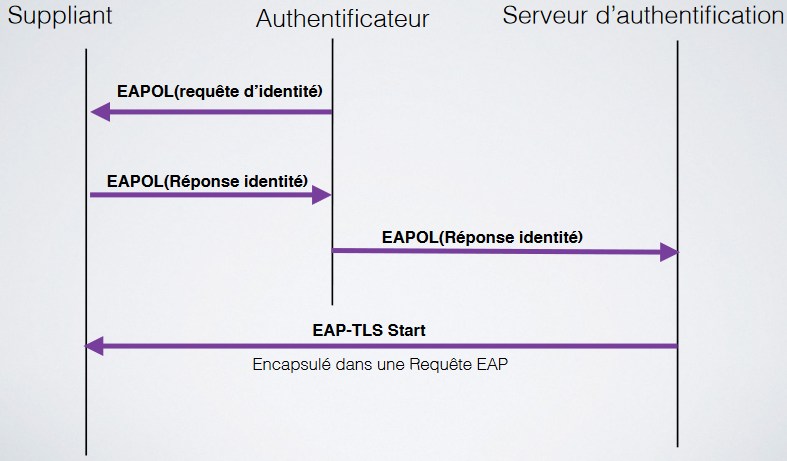 Suppliant
Authentificateur
Serveur d'authentification
EAPOL(requête d'identité)
EAPOL(Réponse identité)
EAPOL(Réponse identité)
EAP-TLS Start
Encapsulé dans une Requête EAP